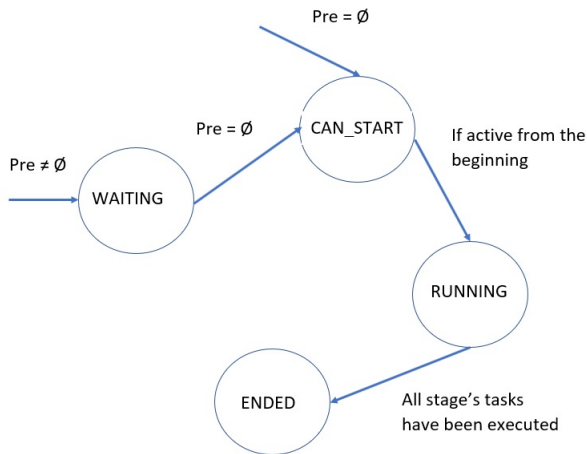 Pre = Ø
Pre = Ø
CAN_START
If active from the
beginning
Pre ≠ Ø
WAITING
RUNNING
ENDED
All stage's tasks
have been executed